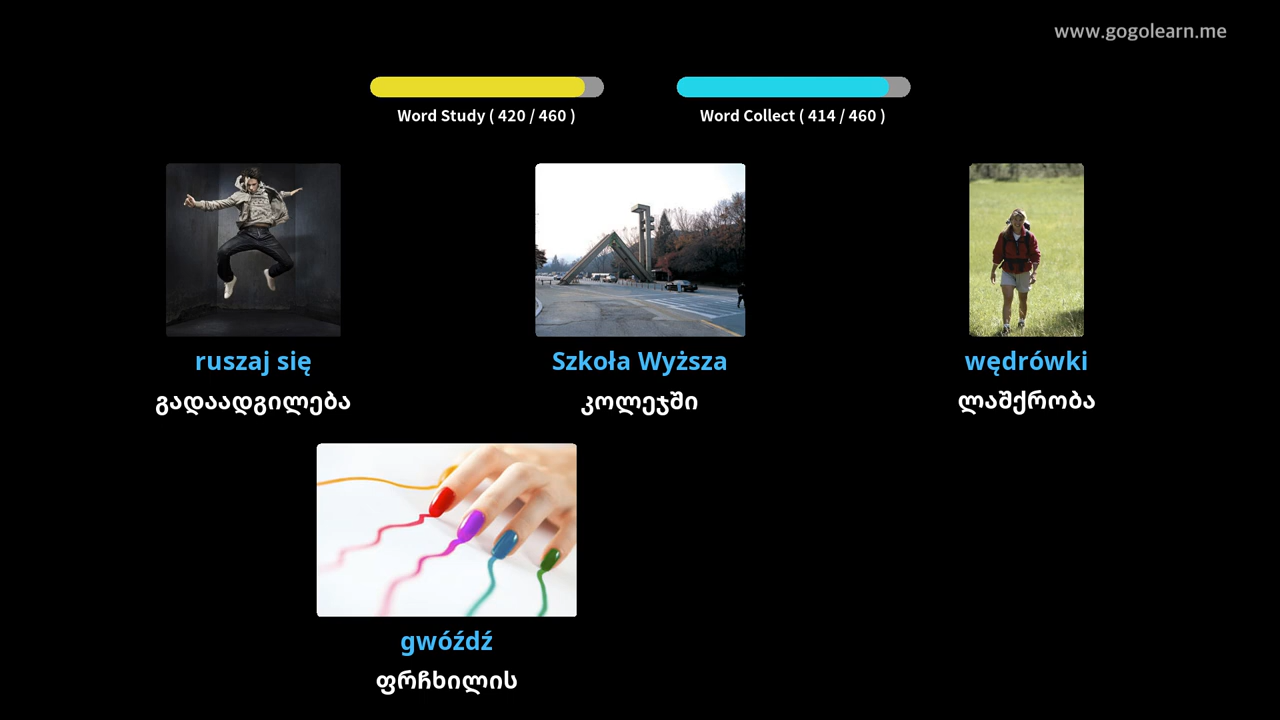 www.gogolearn.me
Word Study ( 420 / 460 )
Word Collect ( 414 / 460 )
ruszaj się
გადაადგილება
Szkoła Wyższa
კოლეჯში
wędrówki
ლაშქრობა
gwóźdź
ფრჩხილის